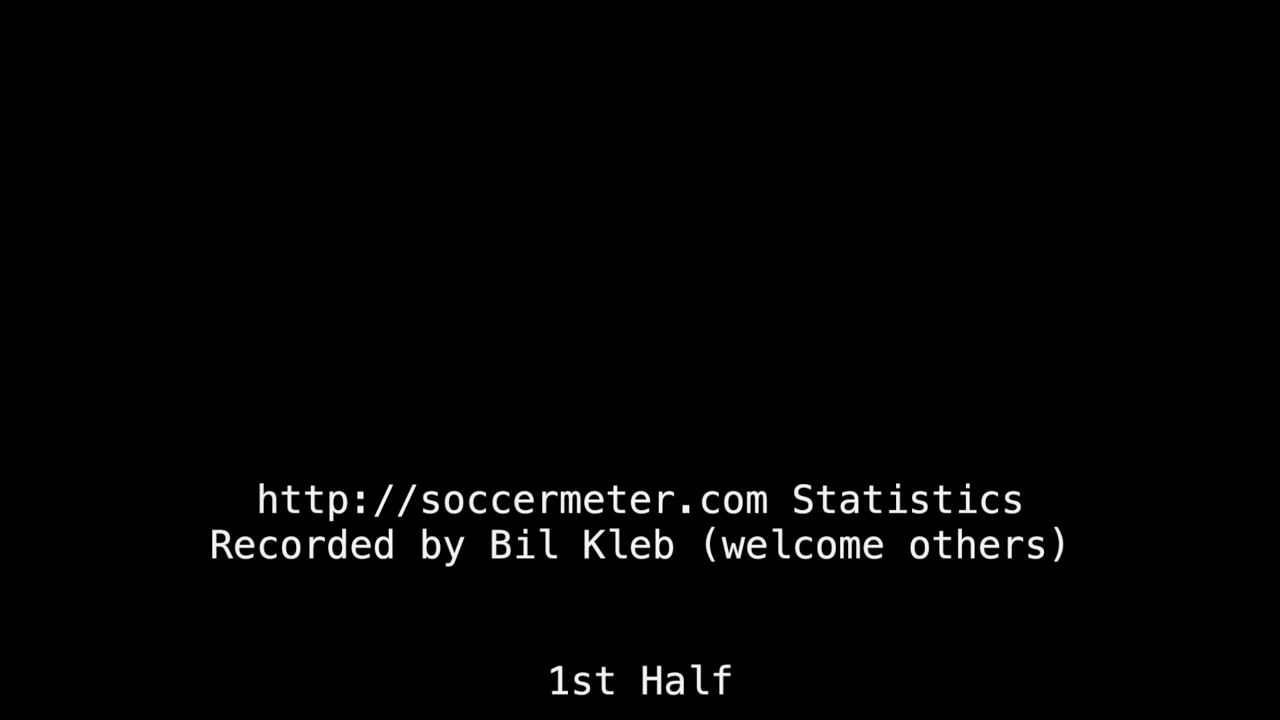 http://soccermeter.com Statistics
Recorded by Bil Kleb (welcome others)
1st Half